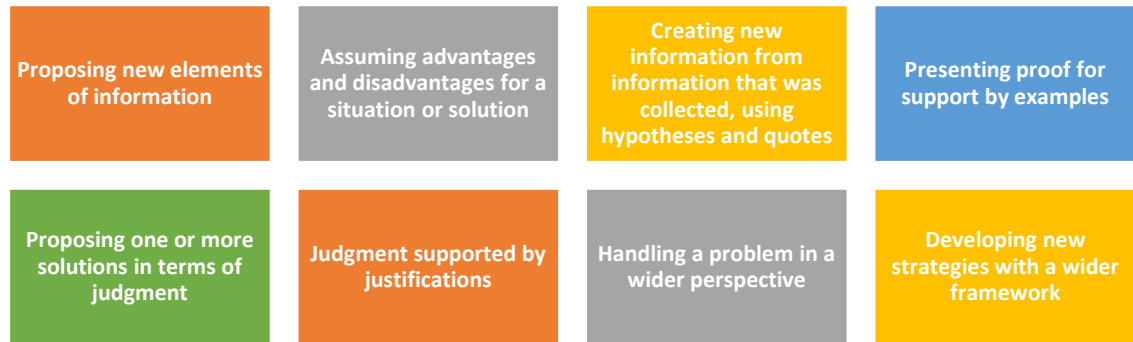 Proposing new elements
of information
Assuming advantages
and disadvantages for a
situation or solution
Creating new
information from
information that was
collected, using
hypotheses and quotes
Presenting proof for
support by examples
Proposing one or more
solutions in terms of
judgment
Judgment supported by
justifications
Handling a problem in a
wider perspective
Developing new
strategies with a wider
framework